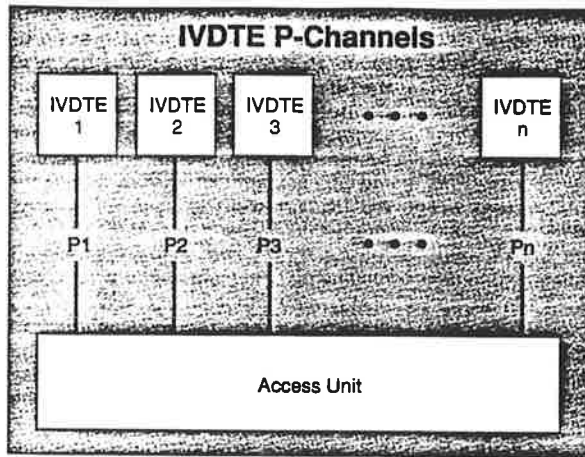 IVDTE P-Channels
IVDTE
1
IVDTE
2
IVDTE
3
IVDTE
n
P1
P2
P3
Pn
Access Unit